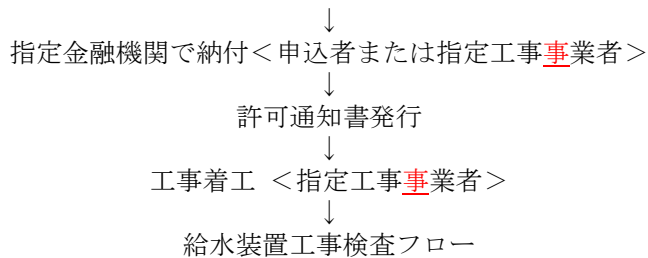 ↓
指定金融機関で納付<申込者または指定工事事業者>
↓
許可通知書発行
↓
工事着工 <指定工事事業者>
↓
給水装置工事検査フロー